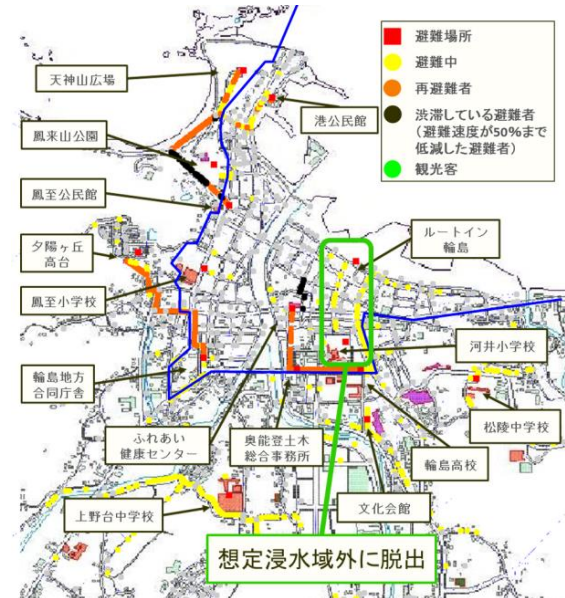 避難場所
避難中
再避難者
渋滞している避難者
（避難速度が50%まで
低減した避難者）
観光客
天神山広場
港公民館
鳳来山公園
鳳至公民館
夕陽ヶ丘
高台
ルートイン
輪島
鳳至小学校
河井小学校
輪島地方
合同庁舎
松陵中学校
ふれあい
健康センター
奥能登土木
総合事務所
輪島高校
上野台中学校
文化会館
想定浸水域外に脱出